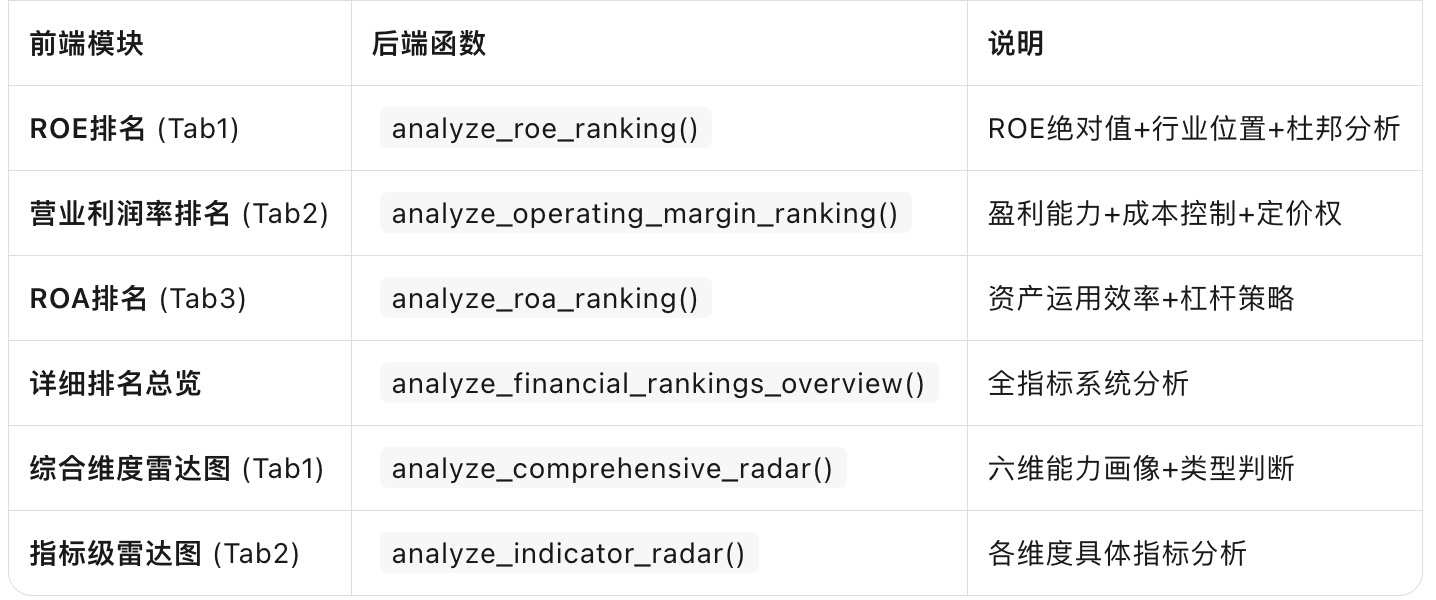 前端模块 后端函数 说明
ROE排名 (Tab1) analyze_roe_ranking() ROE绝对值+行业位置+杜邦分析
营业利润率排名 (Tab2) analyze_operating_margin_ranking() 盈利能力+成本控制+定价权
ROA排名 (Tab3) analyze_roa_ranking() 资产运用效率+杠杆策略
详细排名总览 analyze_financial_rankings_overview() 全指标系统分析
综合维度雷达图 (Tab1) analyze_comprehensive_radar() 六维能力画像+类型判断
指标级雷达图 (Tab2) analyze_indicator_radar() 各维度具体指标分析